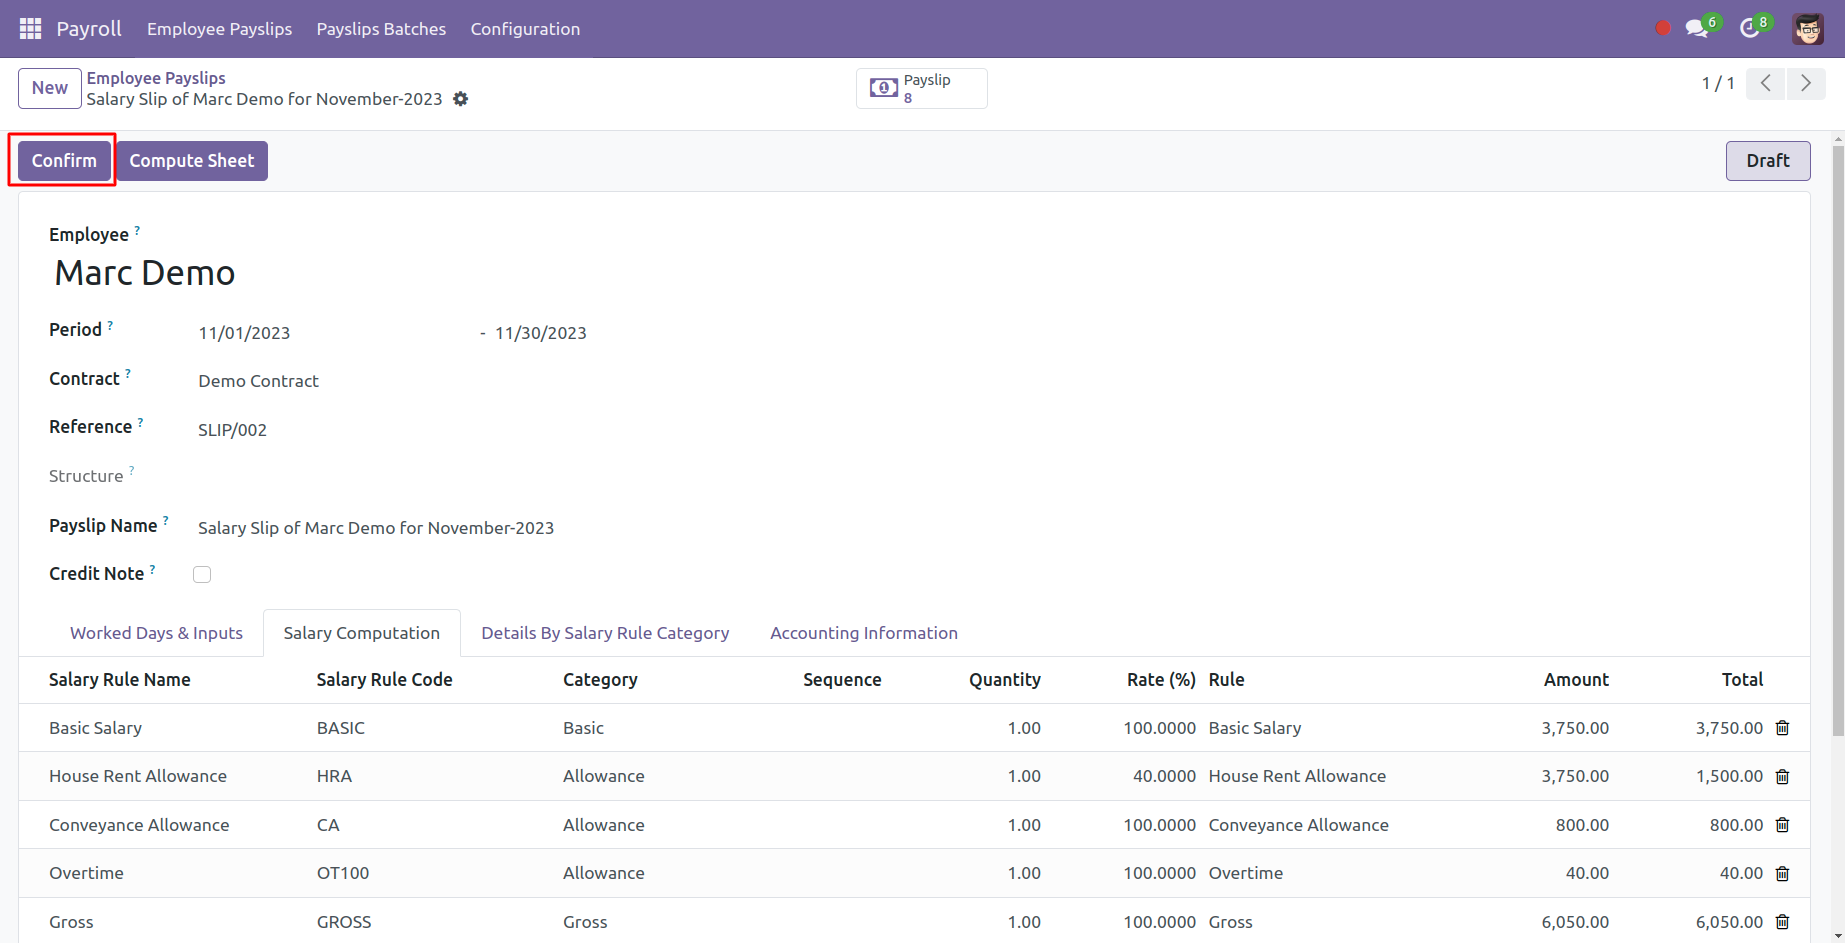 Payroll Employee Payslips Payslips Batches Configuration 6 8
New Employee Payslips
Salary Slip of Marc Demo for November-2023
Payslip
8
1 / 1
Confirm Compute Sheet Draft
Employee ?
Marc Demo
Period ? 11/01/2023 - 11/30/2023
Contract ? Demo Contract
Reference ? SLIP/002
Structure ?
Payslip Name ? Salary Slip of Marc Demo for November-2023
Credit Note ?
Worked Days & Inputs Salary Computation Details By Salary Rule Category Accounting Information
Salary Rule Name Salary Rule Code Category Sequence Quantity Rate (%) Rule Amount Total
Basic Salary BASIC Basic 1.00 100.0000 Basic Salary 3,750.00 3,750.00
House Rent Allowance HRA Allowance 1.00 40.0000 House Rent Allowance 3,750.00 1,500.00
Conveyance Allowance CA Allowance 1.00 100.0000 Conveyance Allowance 800.00 800.00
Overtime OT100 Allowance 1.00 100.0000 Overtime 40.00 40.00
Gross GROSS Gross 1.00 100.0000 Gross 6,050.00 6,050.00